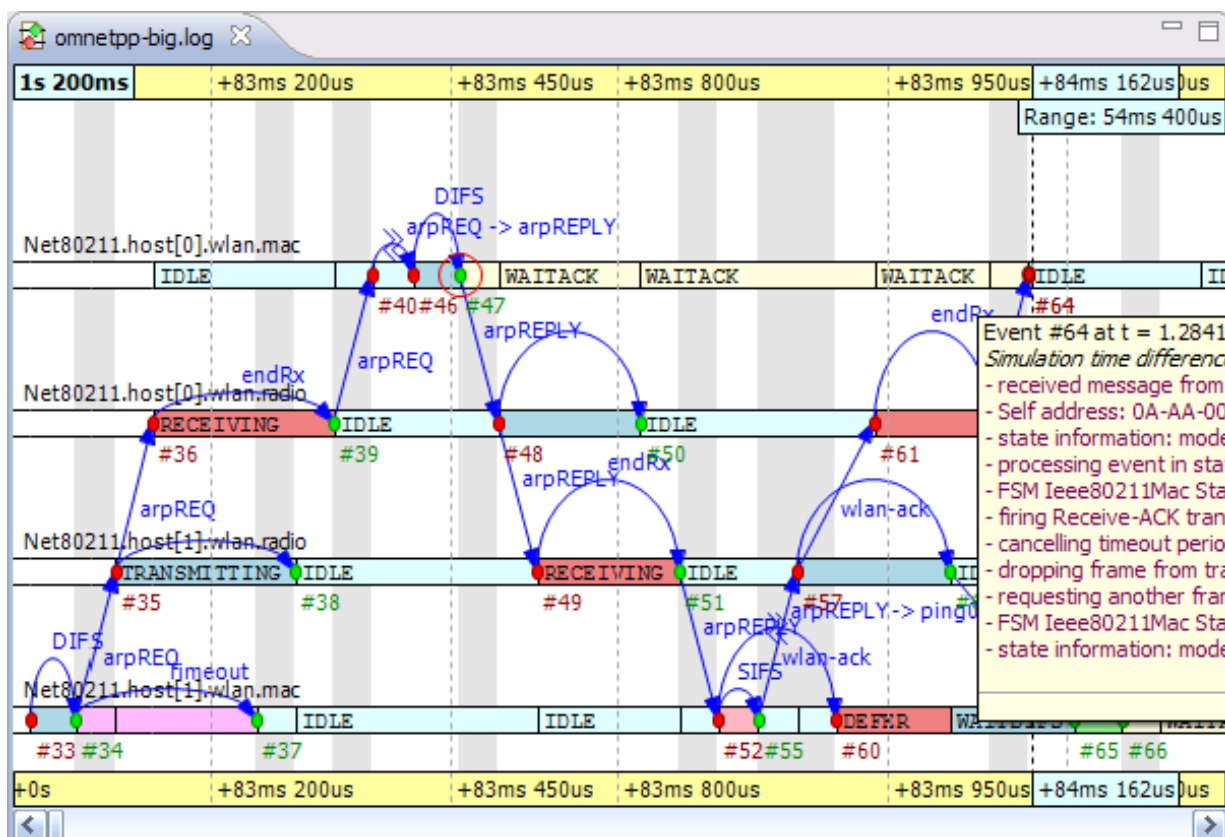 omnetpp-big.log
1s 200ms +83ms 200us +83ms 450us +83ms 800us +83ms 950us +84ms 162us 0us
Range: 54ms 400us
DIFS
arpREQ -> arpREPLY
Net80211.host[0].wlan.mac
IDLE WAITACK WAITACK WAITACK IDLE
#40 #46 #47 #64
arpREPLY endRx
arpREQ
endRx
Net80211.host[0].wlan.radio
RECEIVING IDLE IDLE
#36 #39 #48 #50 #61
endRx
arpREPLY
arpREQ wlan-ack
Net80211.host[1].wlan.radio
TRANSMITTING IDLE RECEIVING IDLE
#35 #38 #49 #51 #57
arpREPLY -> ping0
arpREPLY
DIFS
arpREQ timeout SIFS wlan-ack
Net80211.host[1].wlan.mac
IDLE IDLE DEFER
#33 #34 #37 #52 #55 #60 #65 #66
Event #64 at t = 1.2841
Simulation time difference
- received message from
- Self address: 0A-AA-00
- state information: mode
- processing event in sta
- FSM Ieee80211Mac Sta
- firing Receive-ACK tran
- cancelling timeout perio
- dropping frame from tra
- requesting another fran
- FSM Ieee80211Mac Sta
- state information: mode
+0s +83ms 200us +83ms 450us +83ms 800us +83ms 950us +84ms 162us 0us